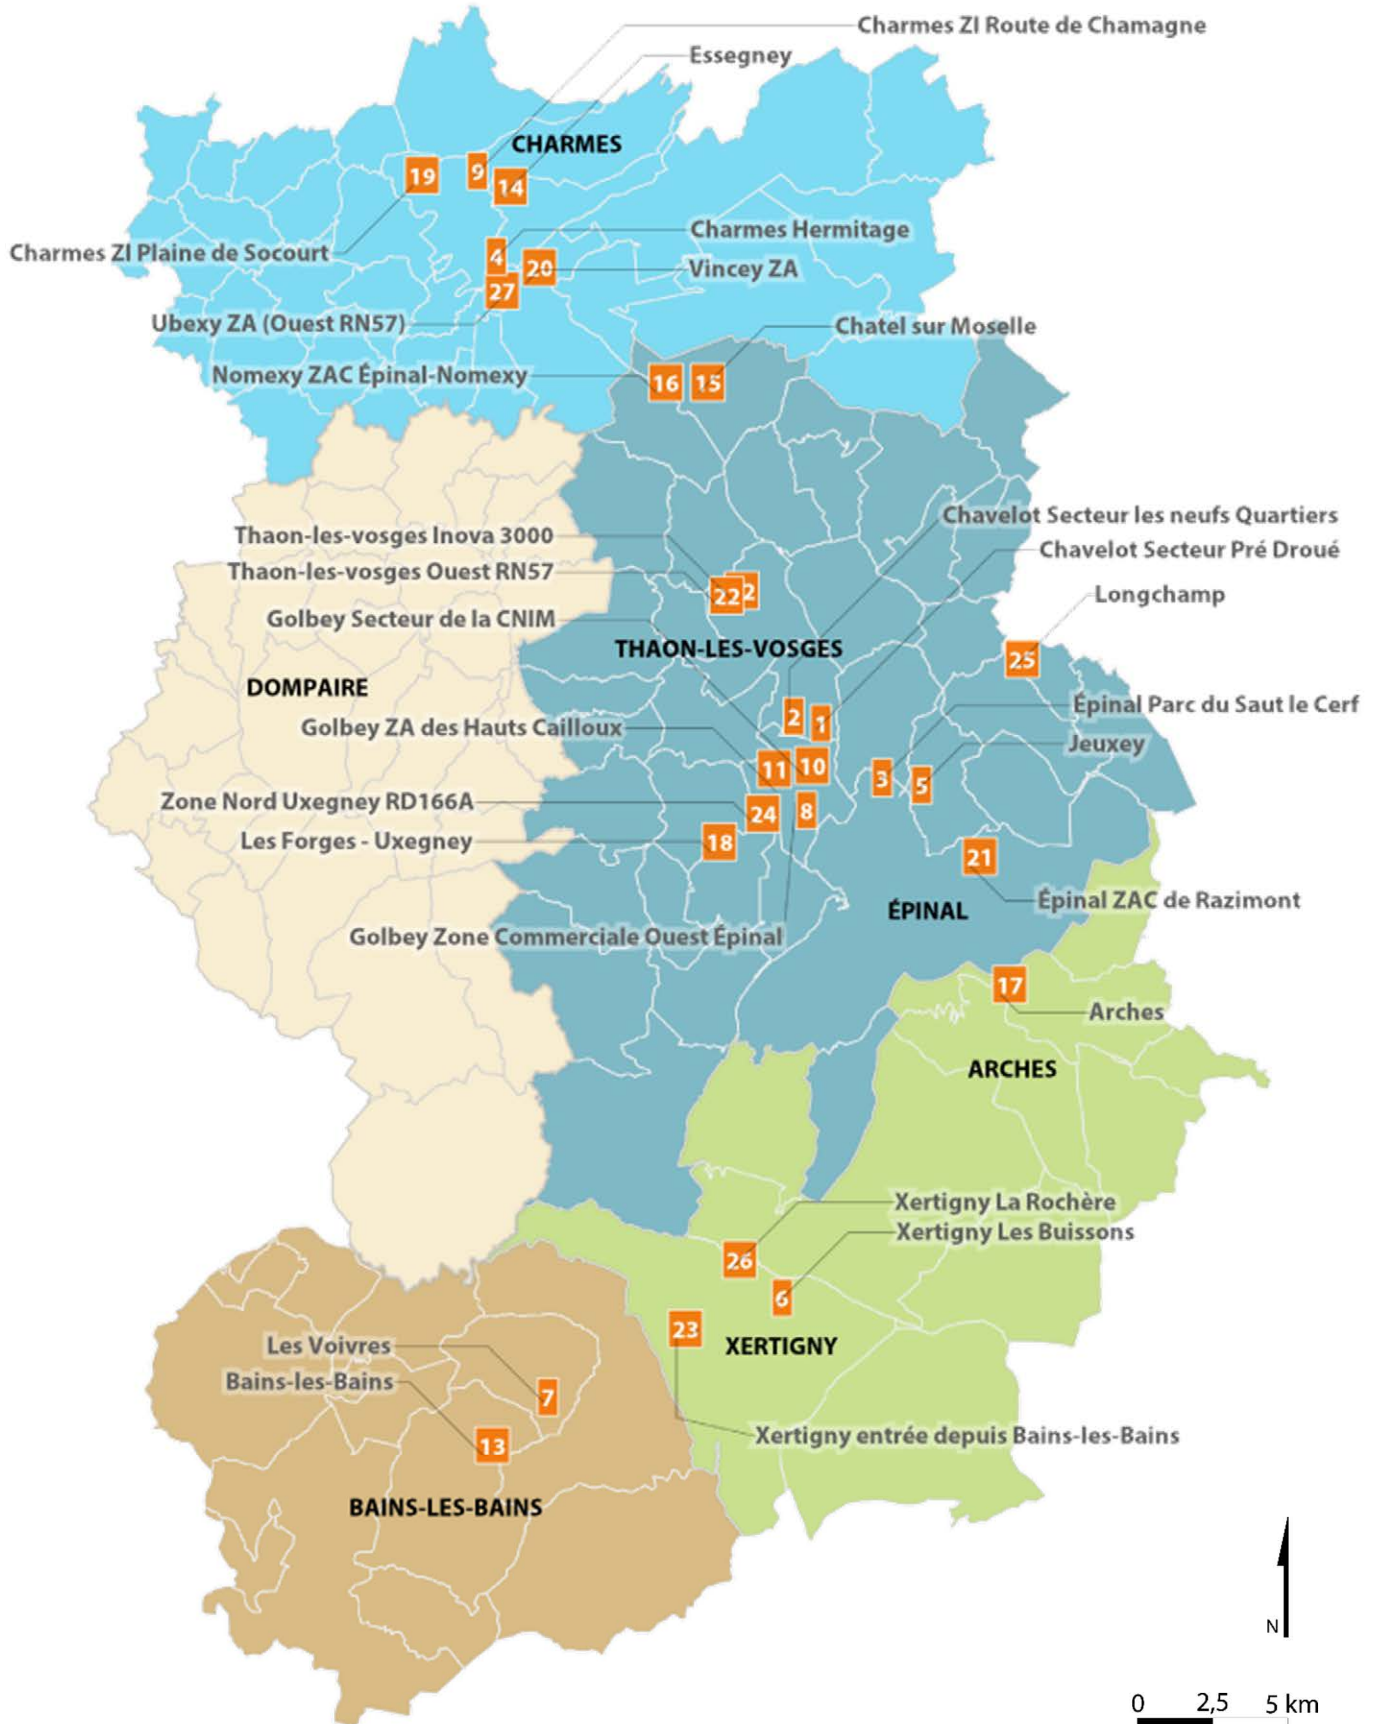 Charmes ZI Route de Chamagne
Essegney
CHARMES
19
9
14
Charmes ZI Plaine de Socourt
Charmes Hermitage
4
20
Vincey ZA
27
Ubexy ZA (Ouest RN57)
Chatel sur Moselle
Nomexy ZAC Épinal-Nomexy
16
15
Chavelot Secteur les neufs Quartiers
Thaon-les-vosges Inova 3000
Chavelot Secteur Pré Droué
Thaon-les-vosges Ouest RN57
22
2
Longchamp
Golbey Secteur de la CNIM
THAON-LES-VOSGES
25
DOMPAIRE
Épinal Parc du Saut le Cerf
2
1
Golbey ZA des Hauts Cailloux
Jeuxey
11
10
3
5
Zone Nord Uxegney RD166A
24
8
Les Forges - Uxegney
18
21
Épinal ZAC de Razimont
ÉPINAL
Golbey Zone Commerciale Ouest Épinal
17
Arches
ARCHES
Xertigny La Rochère
Xertigny Les Buissons
26
6
23
XERTIGNY
Les Voivres
Bains-les-Bains
7
13
Xertigny entrée depuis Bains-les-Bains
BAINS-LES-BAINS
N
0 2,5 5 km